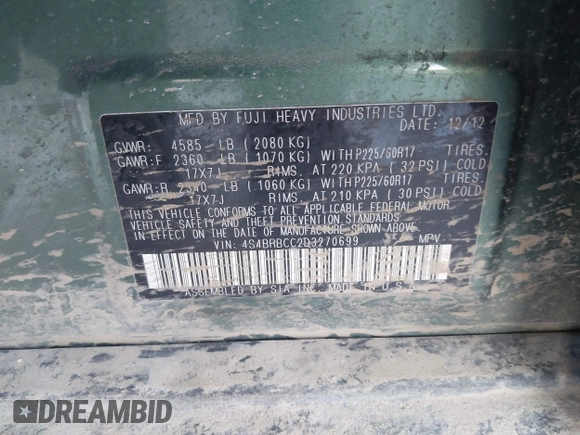 MFD BY FUJI HEAVY INDUSTRIES LTD.
DATE: 12/12
GVWR: 4585 LB ( 2080 KG)
GAWR:F 2360 LB ( 1070 KG) WITH P225/60R17 TIRES.
17X7J RIMS. AT 220 KPA ( 32 PSI) COLD
GAWR:R 2340 LB ( 1060 KG) WITH P225/60R17 TIRES.
17X7J RIMS. AT 210 KPA ( 30 PSI) COLD
THIS VEHICLE CONFORMS TO ALL APPLICABLE FEDERAL MOTOR
VEHICLE SAFETY AND THEFT PREVENTION STANDARDS
IN EFFECT ON THE DATE OF MANUFACTURE SHOWN ABOVE.
VIN: 4S4BRBCC2D3270699 MPV
ASSEMBLED BY SIA INC. MADE IN U.S.A
DREAMBID